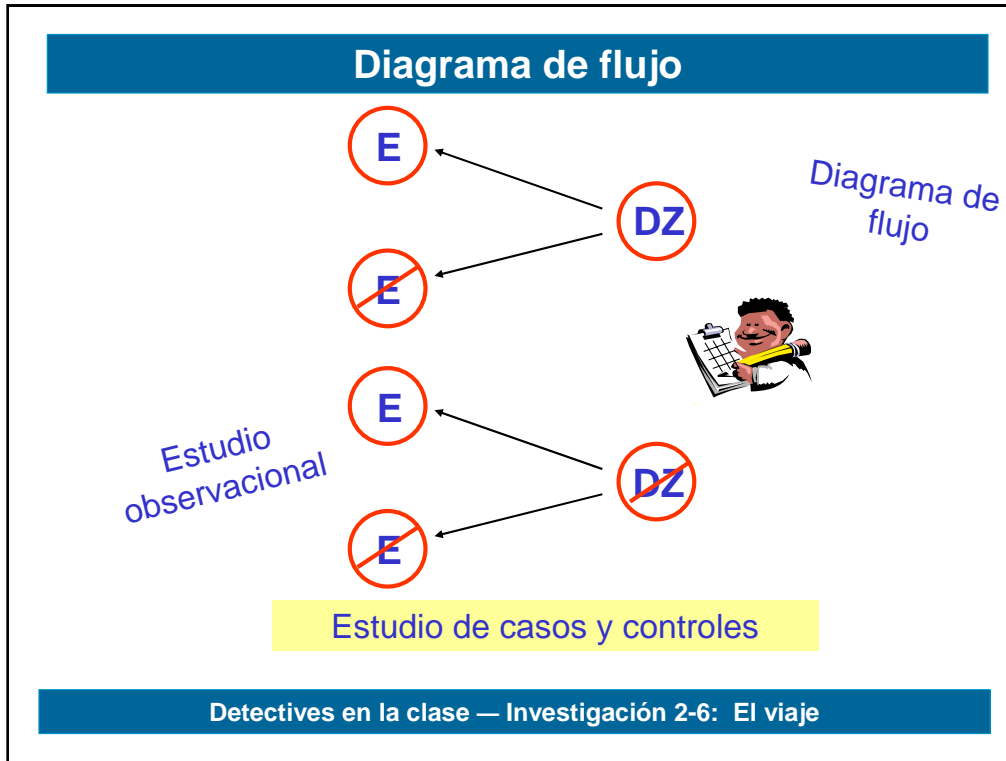 Diagrama de flujo
E
DZ
Diagrama de
flujo
E
E
Estudio
observacional
DZ
E
Estudio de casos y controles
Detectives en la clase — Investigación 2-6: El viaje